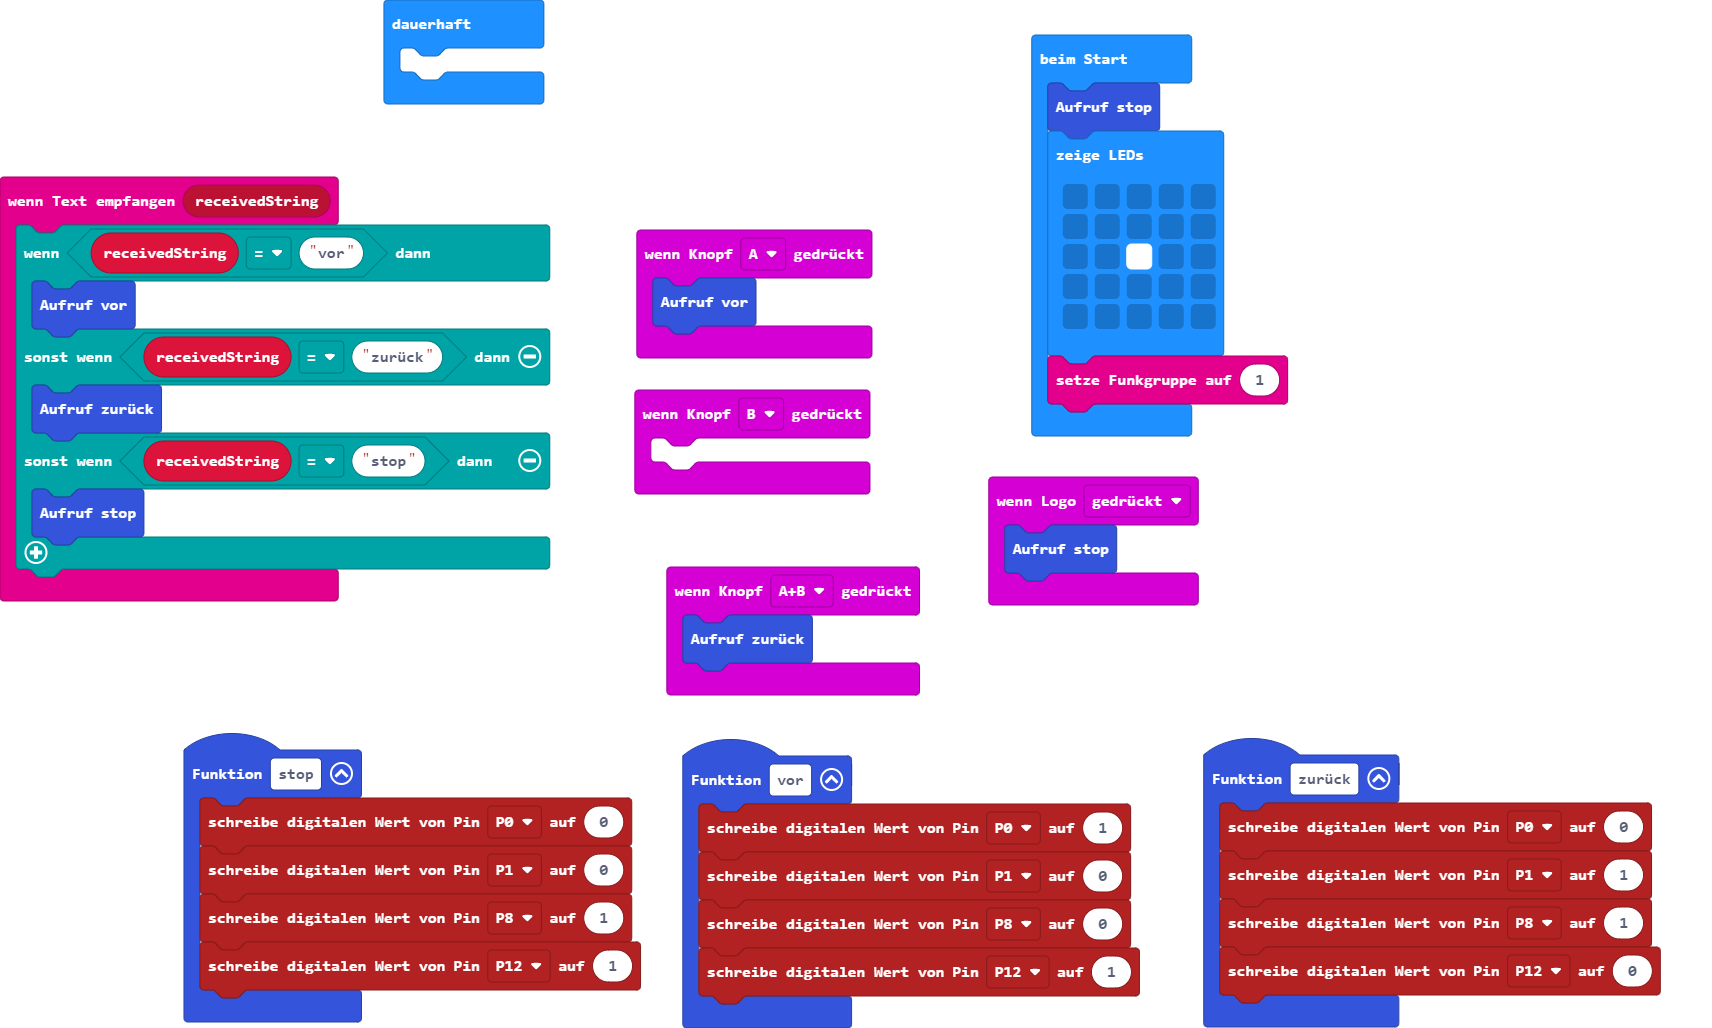 dauerhaft
beim Start
Aufruf stop
zeige LEDs
setze Funkgruppe auf 1
wenn Text empfangen receivedString
wenn receivedString = "vor" dann
Aufruf vor
sonst wenn receivedString = "zurück" dann
Aufruf zurück
sonst wenn receivedString = "stop" dann
Aufruf stop
wenn Knopf A gedrückt
Aufruf vor
wenn Knopf B gedrückt
wenn Logo gedrückt
Aufruf stop
wenn Knopf A+B gedrückt
Aufruf zurück
Funktion stop
schreibe digitalen Wert von Pin P0 auf 0
schreibe digitalen Wert von Pin P1 auf 0
schreibe digitalen Wert von Pin P8 auf 1
schreibe digitalen Wert von Pin P12 auf 1
Funktion vor
schreibe digitalen Wert von Pin P0 auf 1
schreibe digitalen Wert von Pin P1 auf 0
schreibe digitalen Wert von Pin P8 auf 0
schreibe digitalen Wert von Pin P12 auf 1
Funktion zurück
schreibe digitalen Wert von Pin P0 auf 0
schreibe digitalen Wert von Pin P1 auf 1
schreibe digitalen Wert von Pin P8 auf 1
schreibe digitalen Wert von Pin P12 auf 0